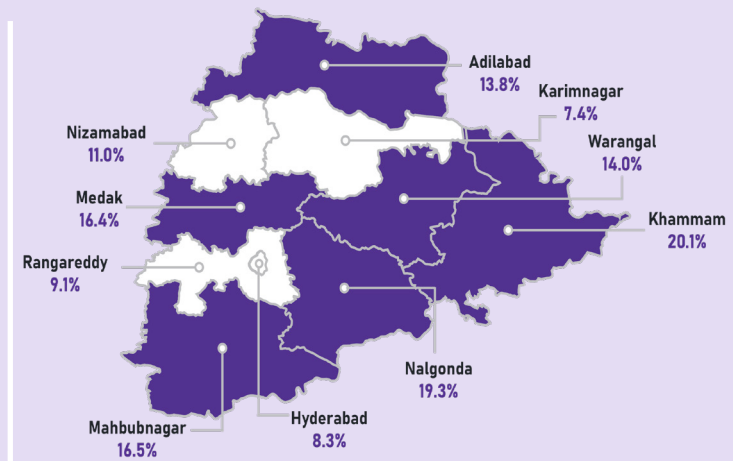 Adilabad
13.8%
Karimnagar
7.4%
Nizamabad
11.0%
Warangal
14.0%
Medak
16.4%
Khammam
20.1%
Rangareddy
9.1%
Nalgonda
19.3%
Hyderabad
8.3%
Mahbubnagar
16.5%